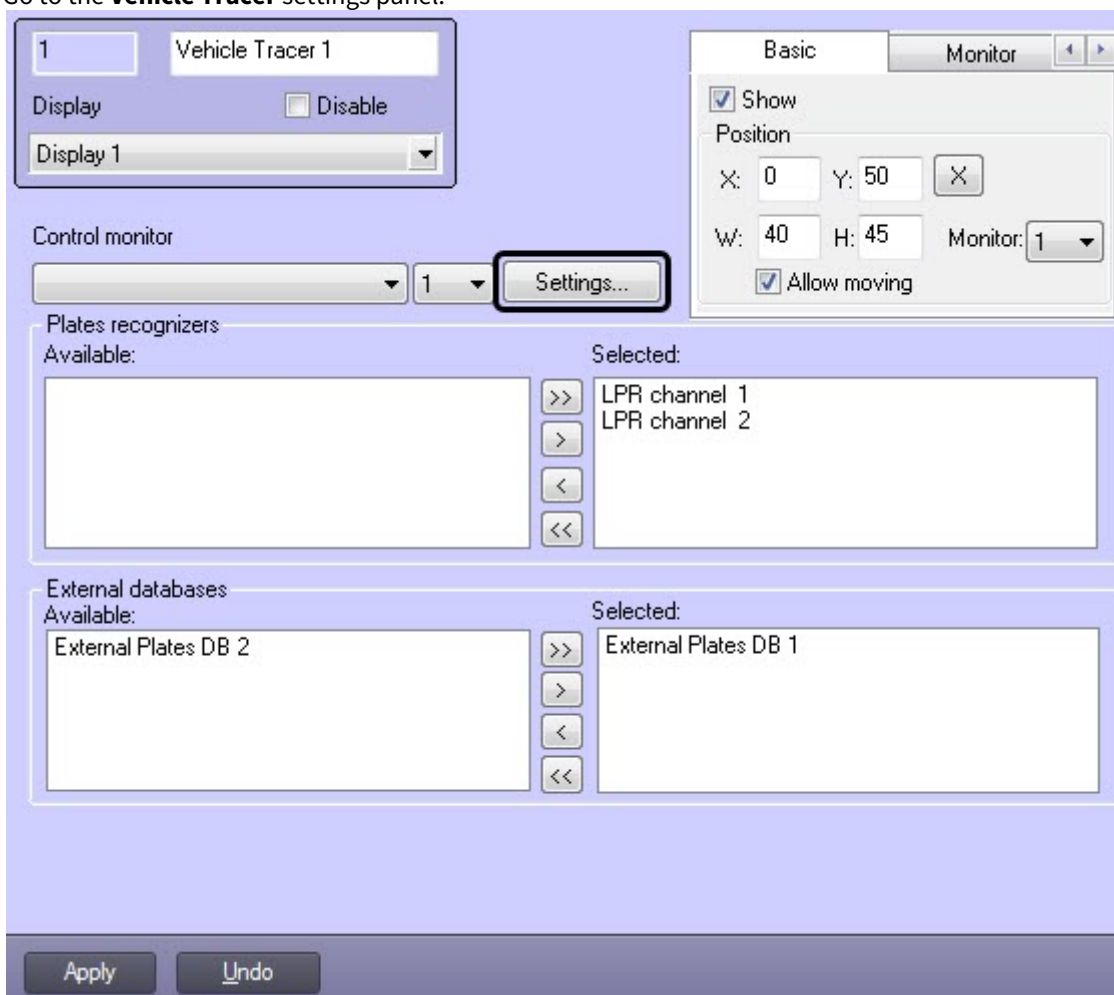 Go to the Vehicle Tracer settings panel.
1
Vehicle Tracer 1
Display
Disable
Display 1
Basic
Monitor
Show
Position
X: 0 Y: 50 X
W: 40 H: 45 Monitor: 1
Allow moving
Control monitor
1
Settings...
Plates recognizers
Available:
Selected:
>>
>
<
<<
LPR channel 1
LPR channel 2
External databases
Available:
Selected:
External Plates DB 2
>>
>
<
<<
External Plates DB 1
Apply
Undo